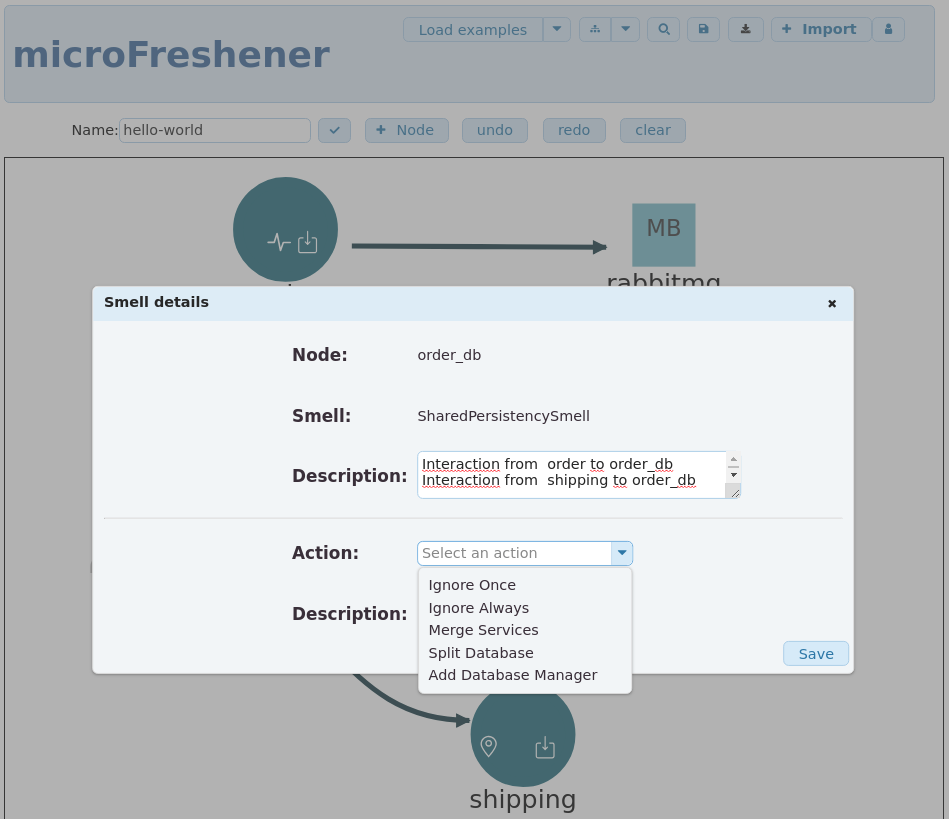 Load examples
Import
microFreshener
Name:
hello-world
Node
undo
redo
clear
MB
rabbitmq
Smell details
Node:
order_db
Smell:
SharedPersistencySmell
Description:
Interaction from  order to order_db
Interaction from  shipping to order_db
Action:
Select an action
Ignore Once
Ignore Always
Merge Services
Split Database
Add Database Manager
Description:
Save
shipping